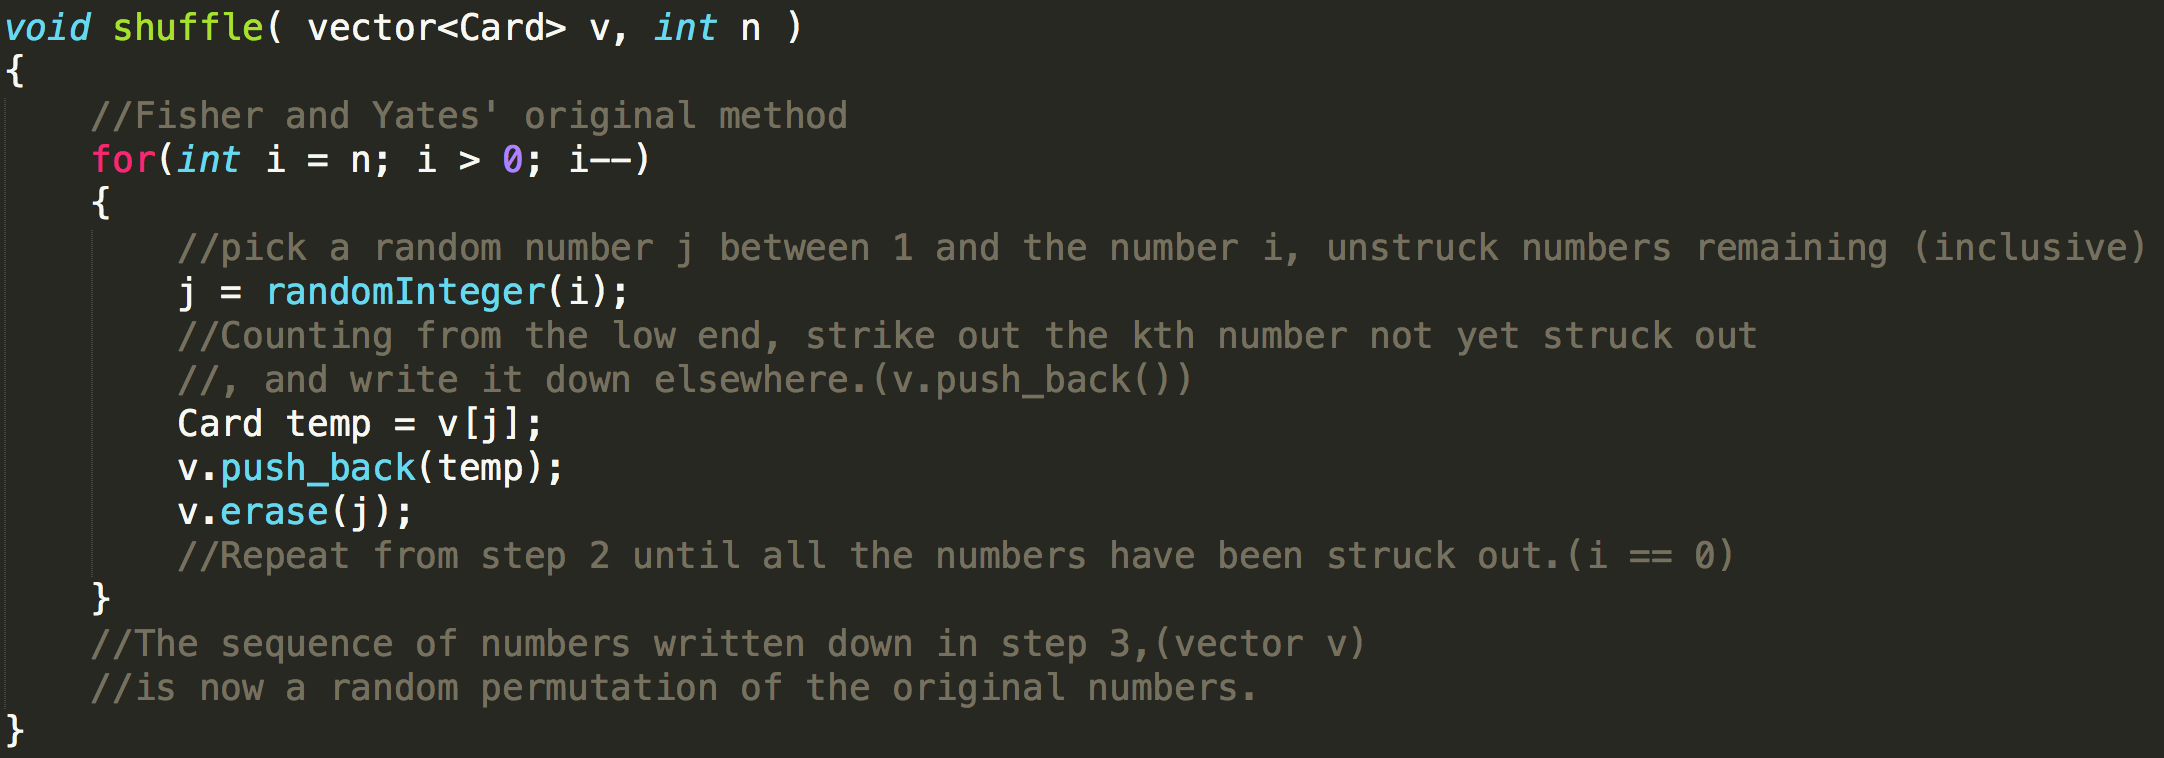 void shuffle( vector<Card> v, int n )
{
    //Fisher and Yates' original method
    for(int i = n; i > 0; i--)
    {
        //pick a random number j between 1 and the number i, unstruck numbers remaining (inclusive)
        j = randomInteger(i);
        //Counting from the low end, strike out the kth number not yet struck out
        //, and write it down elsewhere.(v.push_back())
        Card temp = v[j];
        v.push_back(temp);
        v.erase(j);
        //Repeat from step 2 until all the numbers have been struck out.(i == 0)
    }
    //The sequence of numbers written down in step 3,(vector v)
    //is now a random permutation of the original numbers.
}